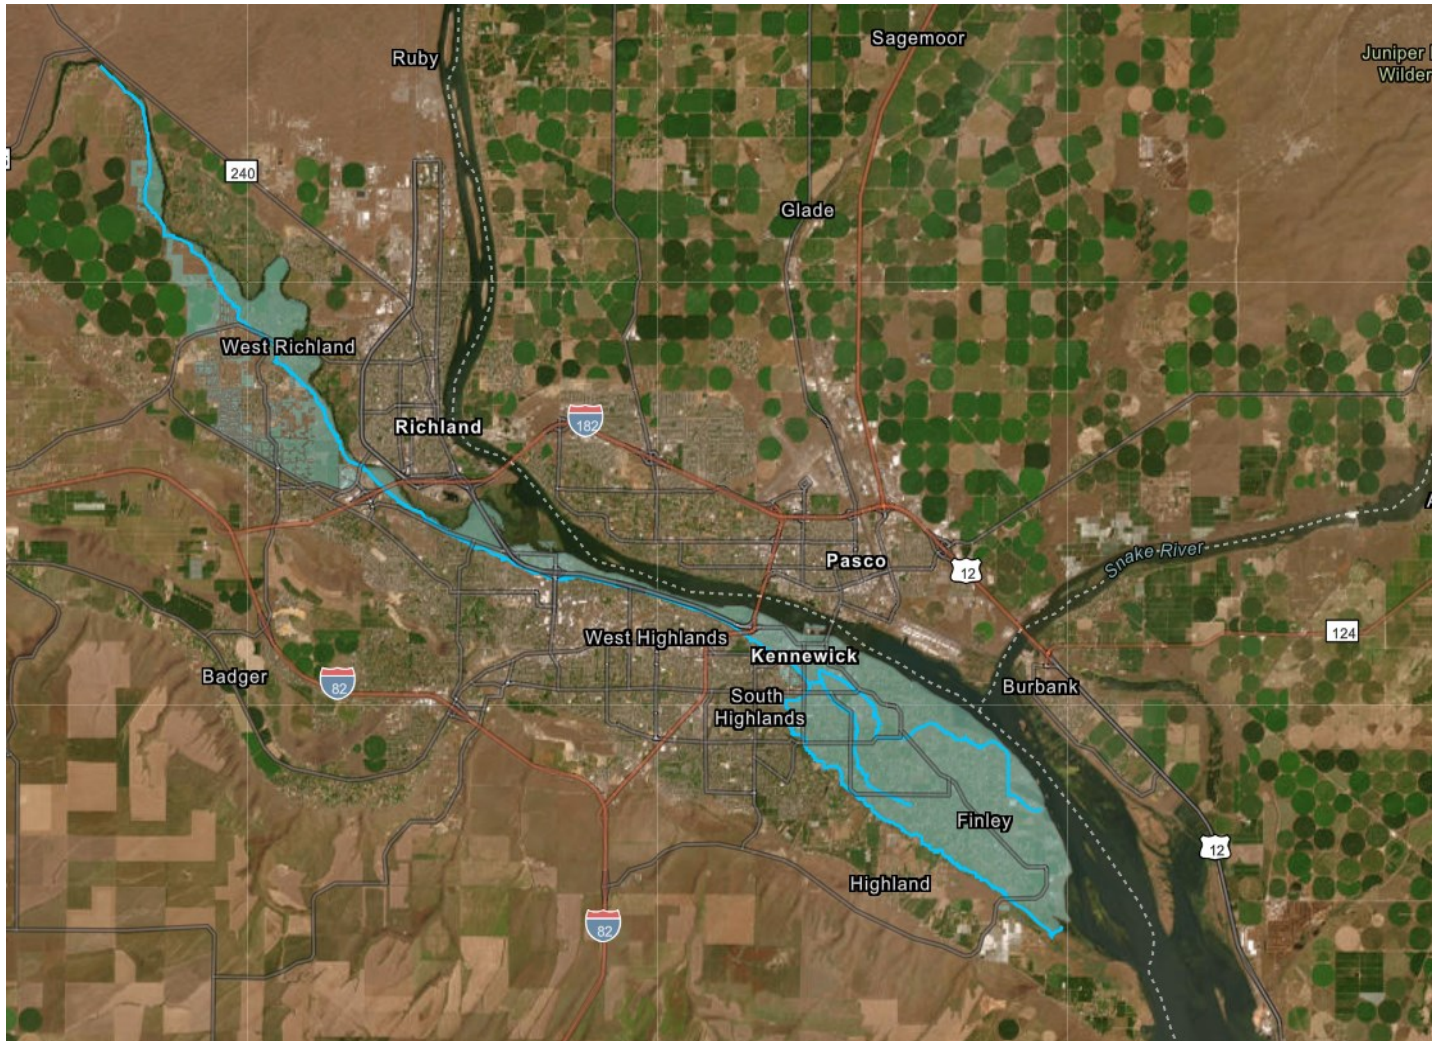 Ruby
Sagemoor
Juniper
Wilder
240
Glade
West Richland
Richland
182
Snake River
Pasco
12
124
West Highlands
Kennewick
Badger
82
Burbank
South
Highlands
Finley
12
Highland
82